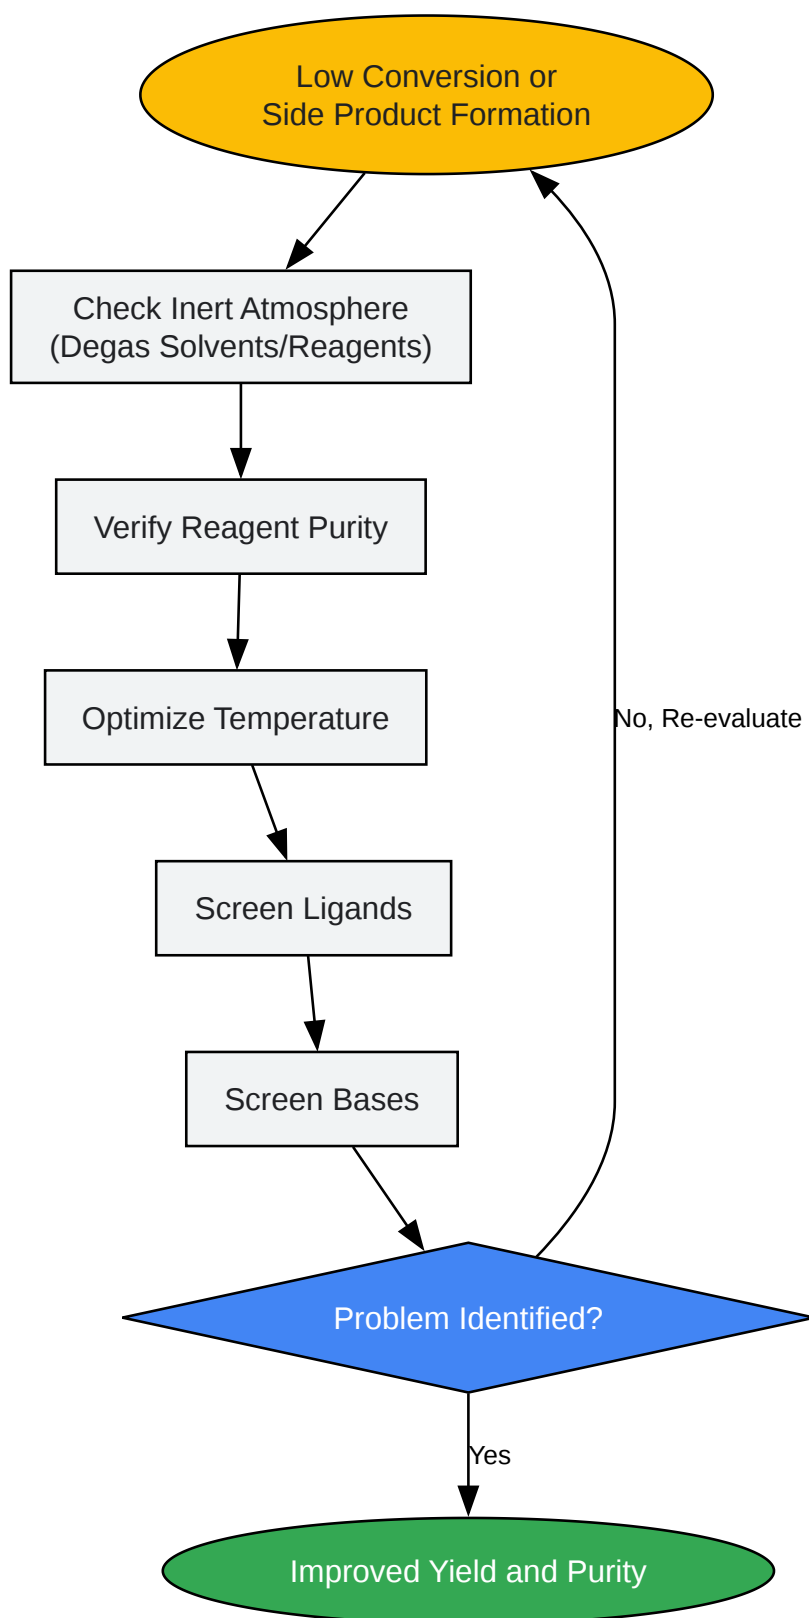 Low Conversion or
Side Product Formation
Check Inert Atmosphere
(Degas Solvents/Reagents)
Verify Reagent Purity
Optimize Temperature
No, Re-evaluate
Screen Ligands
Screen Bases
Problem Identified?
Yes
Improved Yield and Purity